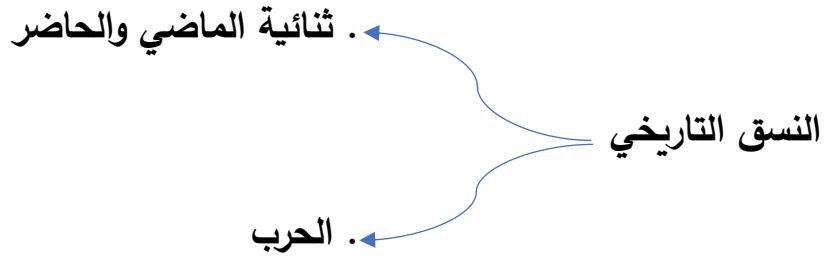 . ثنائية الماضي والحاضر
النسق التاريخي
. الحرب